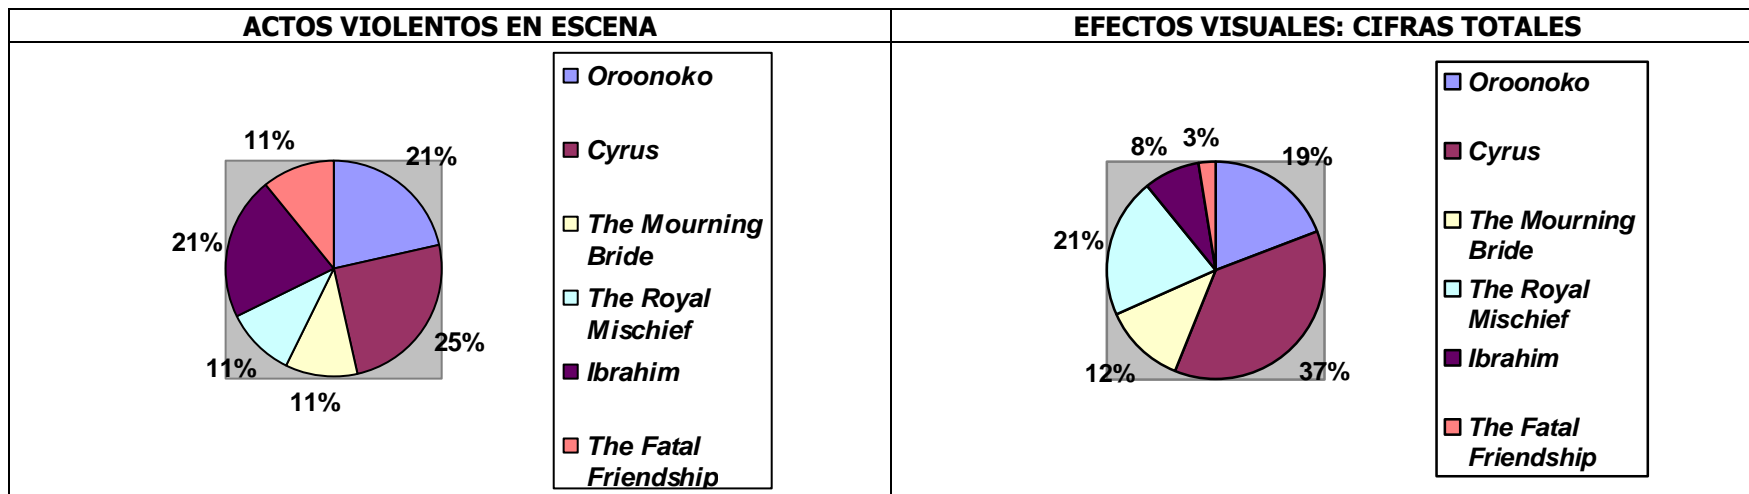 ACTOS VIOLENTOS EN ESCENA
EFECTOS VISUALES: CIFRAS TOTALES
11%
21%
21%
25%
11%
11%
Oroonoko
Cyrus
The Mourning
Bride
The Royal
Mischief
Ibrahim
The Fatal
Friendship
8%
3%
19%
21%
12%
37%
Oroonoko
Cyrus
The Mourning
Bride
The Royal
Mischief
Ibrahim
The Fatal
Friendship